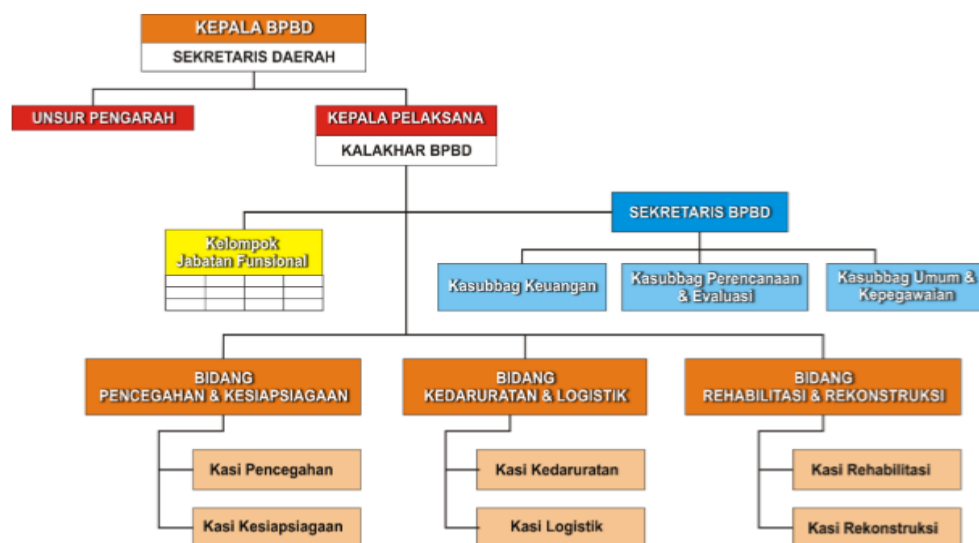 KEPALA BPBD
SEKRETARIS DAERAH
UNSUR PENGARAH
KEPALA PELAKSANA
KALAKHAR BPBD
SEKRETARIS BPBD
Kelompok
Jabatan Funsional
Kasubbag Keuangan
Kasubbag Perencanaan
& Evaluasi
Kasubbag Umum &
Kepegawaian
BIDANG
PENCEGAHAN & KESIAPSIAGAAN
BIDANG
KEDARURATAN & LOGISTIK
BIDANG
REHABILITASI & REKONSTRUKSI
Kasi Pencegahan
Kasi Kedaruratan
Kasi Rehabilitasi
Kasi Kesiapsiagaan
Kasi Logistik
Kasi Rekonstruksi